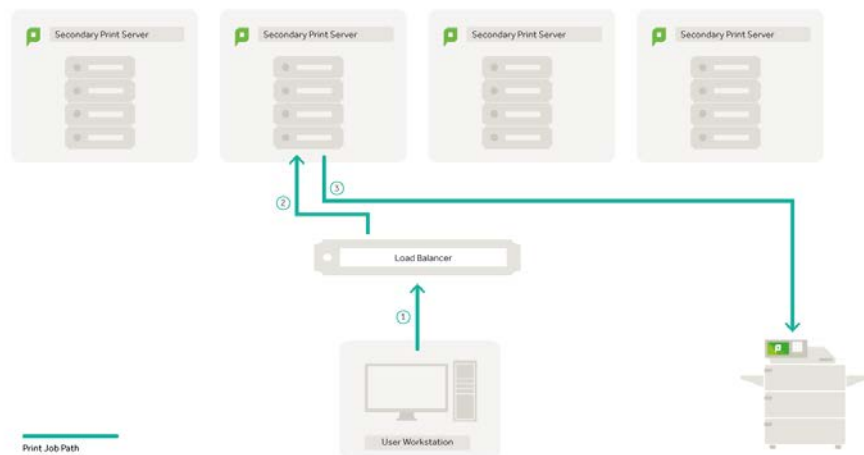 Secondary Print Server
Secondary Print Server
Secondary Print Server
Secondary Print Server
③
②
Load Balancer
①
User Workstation
Print Job Path